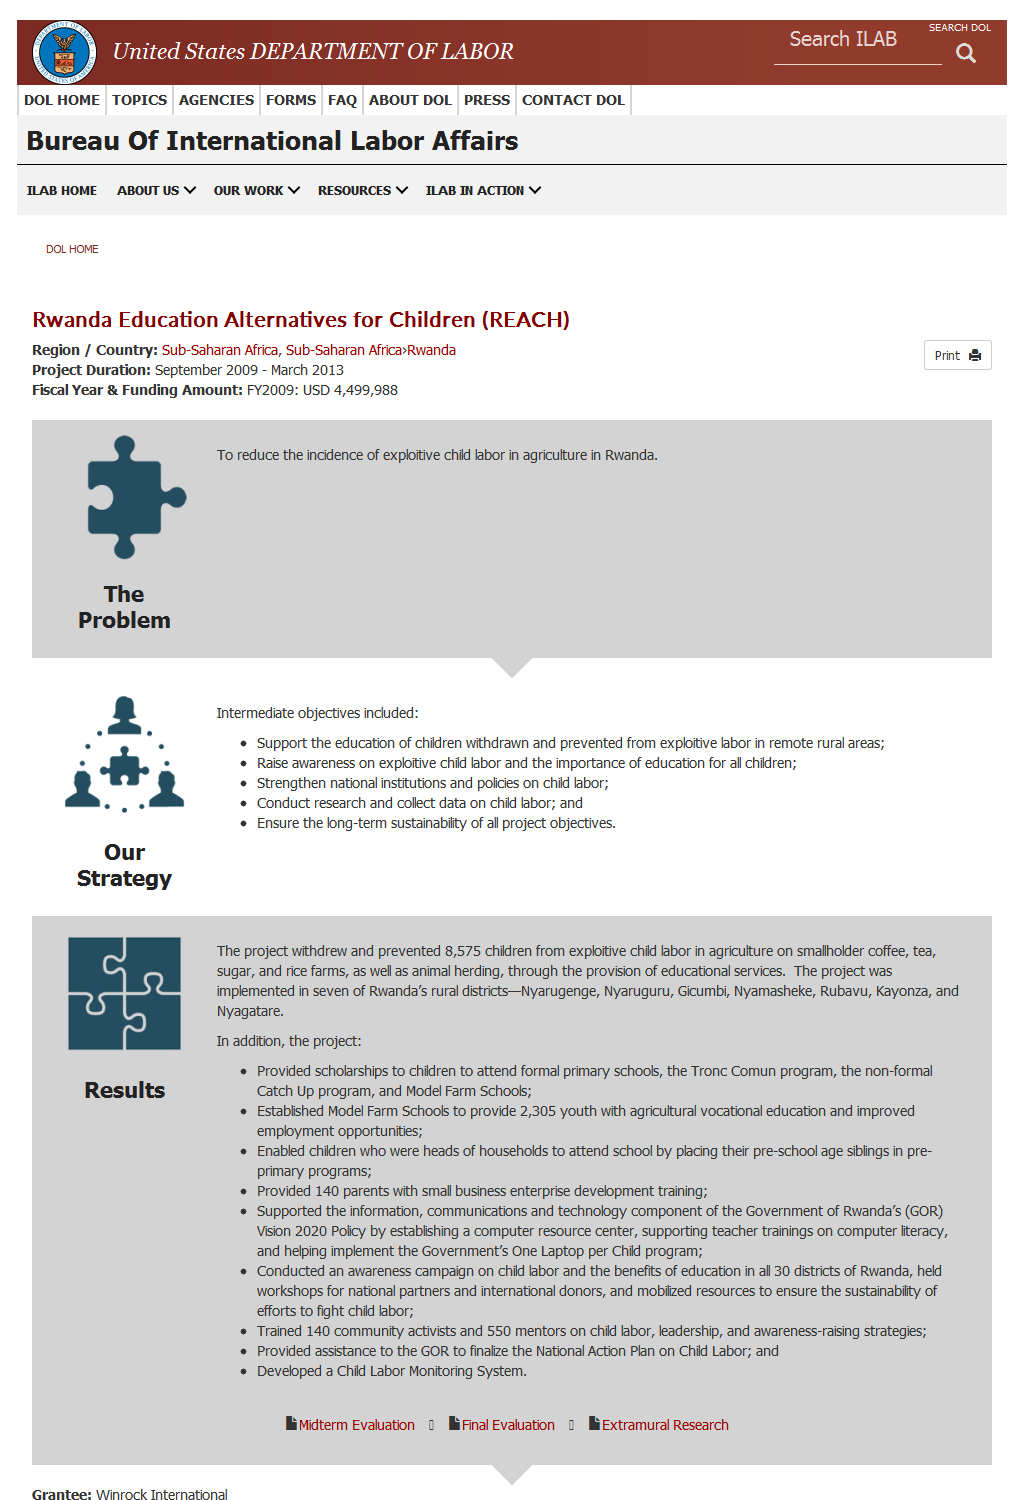 United States DEPARTMENT OF LABOR
SEARCH DOL
Search ILAB
DOL HOME TOPICS AGENCIES FORMS FAQ ABOUT DOL PRESS CONTACT DOL
Bureau Of International Labor Affairs
ILAB HOME ABOUT US OUR WORK RESOURCES ILAB IN ACTION
DOL HOME
Rwanda Education Alternatives for Children (REACH)
Region / Country: Sub-Saharan Africa, Sub-Saharan Africa›Rwanda
Print
Project Duration: September 2009 - March 2013
Fiscal Year & Funding Amount: FY2009: USD 4,499,988
The
Problem
To reduce the incidence of exploitive child labor in agriculture in Rwanda.
Our
Strategy
Intermediate objectives included:
• Support the education of children withdrawn and prevented from exploitive labor in remote rural areas;
• Raise awareness on exploitive child labor and the importance of education for all children;
• Strengthen national institutions and policies on child labor;
• Conduct research and collect data on child labor; and
• Ensure the long-term sustainability of all project objectives.
Results
The project withdrew and prevented 8,575 children from exploitive child labor in agriculture on smallholder coffee, tea,
sugar, and rice farms, as well as animal herding, through the provision of educational services.  The project was
implemented in seven of Rwanda’s rural districts—Nyarugenge, Nyaruguru, Gicumbi, Nyamasheke, Rubavu, Kayonza, and
Nyagatare.
In addition, the project:
• Provided scholarships to children to attend formal primary schools, the Tronc Comun program, the non-formal
Catch Up program, and Model Farm Schools;
• Established Model Farm Schools to provide 2,305 youth with agricultural vocational education and improved
employment opportunities;
• Enabled children who were heads of households to attend school by placing their pre-school age siblings in pre-
primary programs;
• Provided 140 parents with small business enterprise development training;
• Supported the information, communications and technology component of the Government of Rwanda’s (GOR)
Vision 2020 Policy by establishing a computer resource center, supporting teacher trainings on computer literacy,
and helping implement the Government’s One Laptop per Child program;
• Conducted an awareness campaign on child labor and the benefits of education in all 30 districts of Rwanda, held
workshops for national partners and international donors, and mobilized resources to ensure the sustainability of
efforts to fight child labor;
• Trained 140 community activists and 550 mentors on child labor, leadership, and awareness-raising strategies;
• Provided assistance to the GOR to finalize the National Action Plan on Child Labor; and
• Developed a Child Labor Monitoring System.
Midterm Evaluation Final Evaluation Extramural Research
Grantee: Winrock International